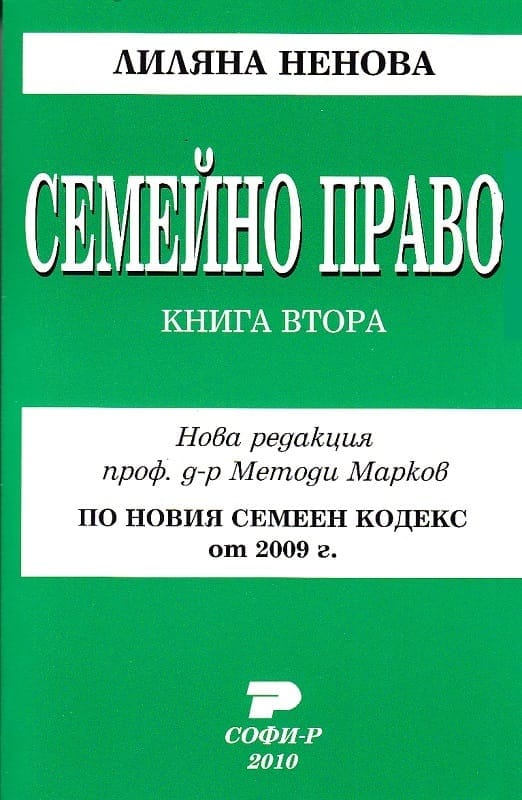 ЛИЛЯНА НЕНОВА
СЕМЕЙНО ПРАВО
КНИГА ВТОРА
Нова редакция
проф. д-р Методи Марков
ПО НОВИЯ СЕМЕЕН КОДЕКС
от 2009 г.
СОФИ-Р
2010